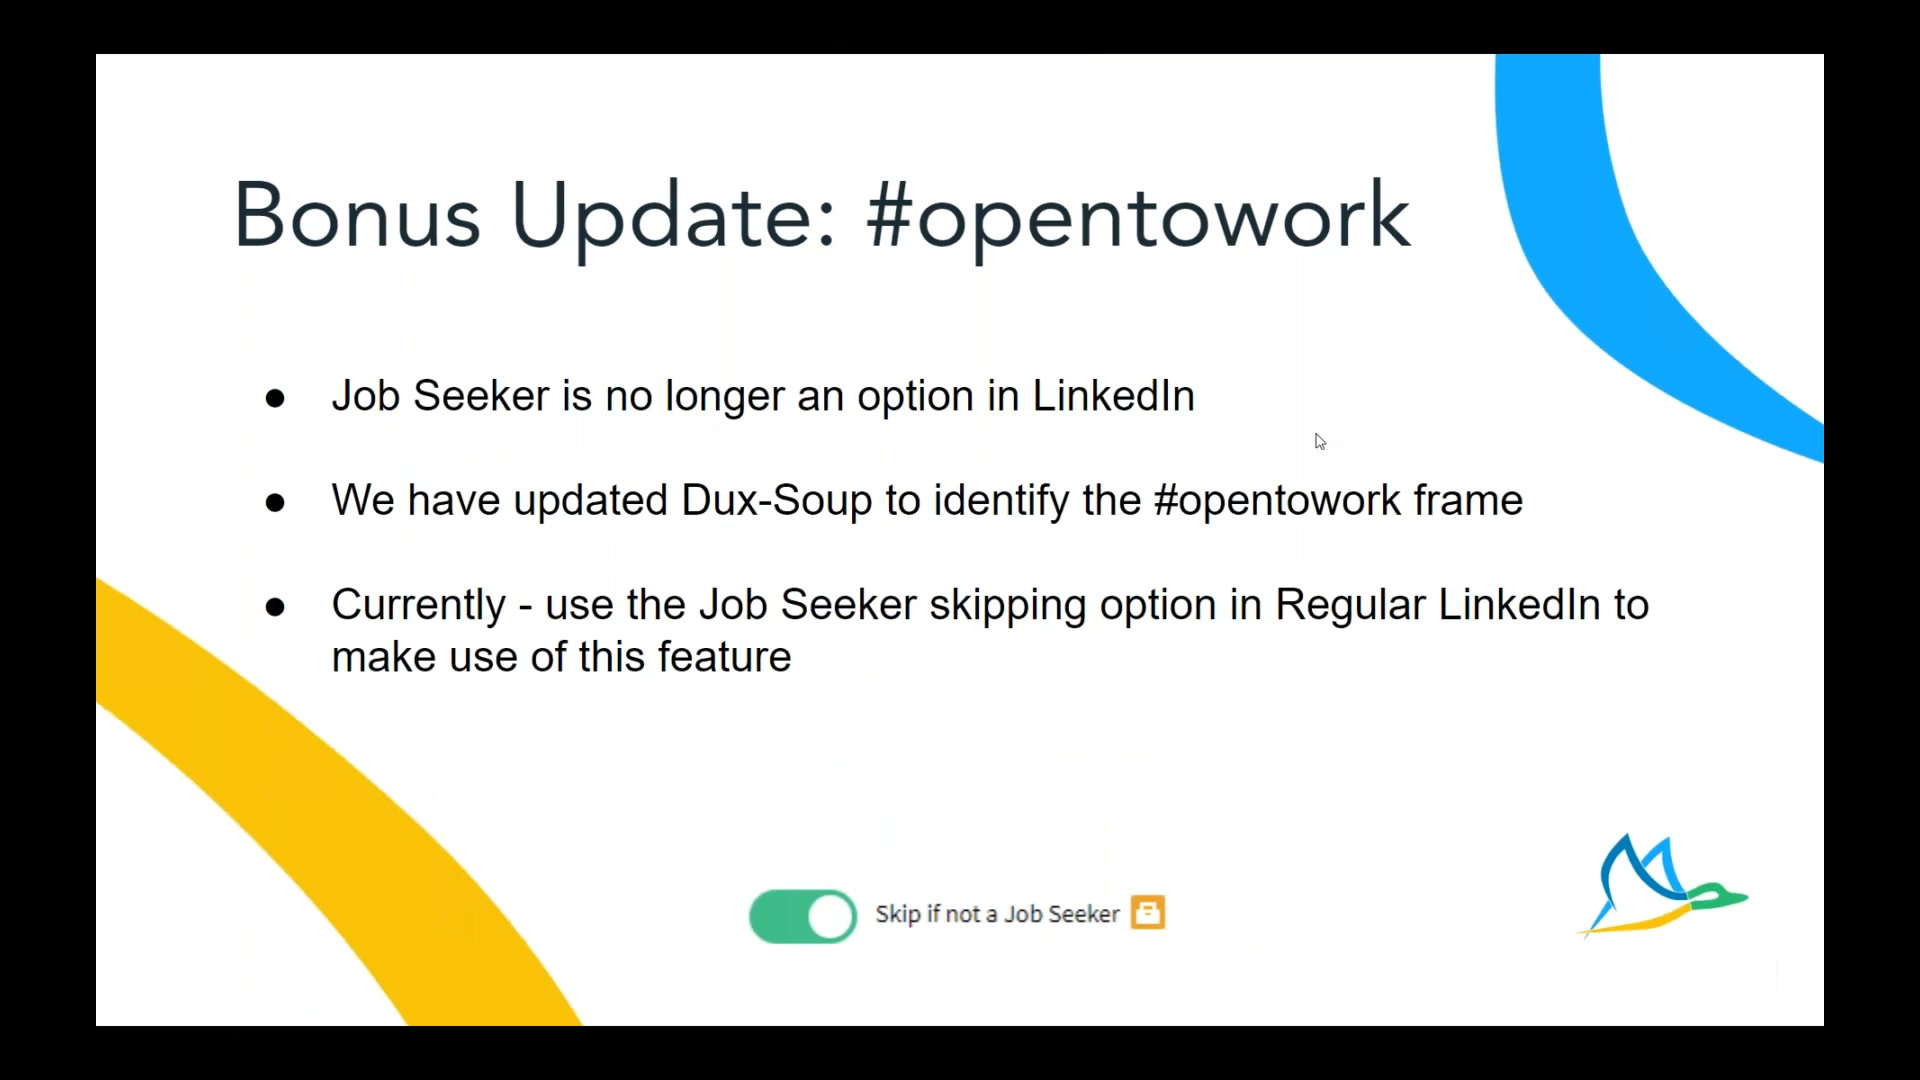 Bonus Update: #opentowork
● Job Seeker is no longer an option in LinkedIn
● We have updated Dux-Soup to identify the #opentowork frame
● Currently - use the Job Seeker skipping option in Regular LinkedIn to
make use of this feature
Skip if not a Job Seeker